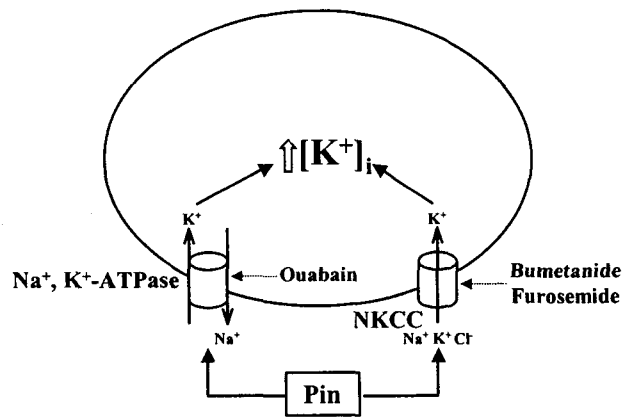 ⇧[K⁺]ᵢ
K⁺
K⁺
Na⁺, K⁺-ATPase
Ouabain
Bumetanide
Furosemide
NKCC
Na⁺
Na⁺ K⁺ Cl⁻
Pin